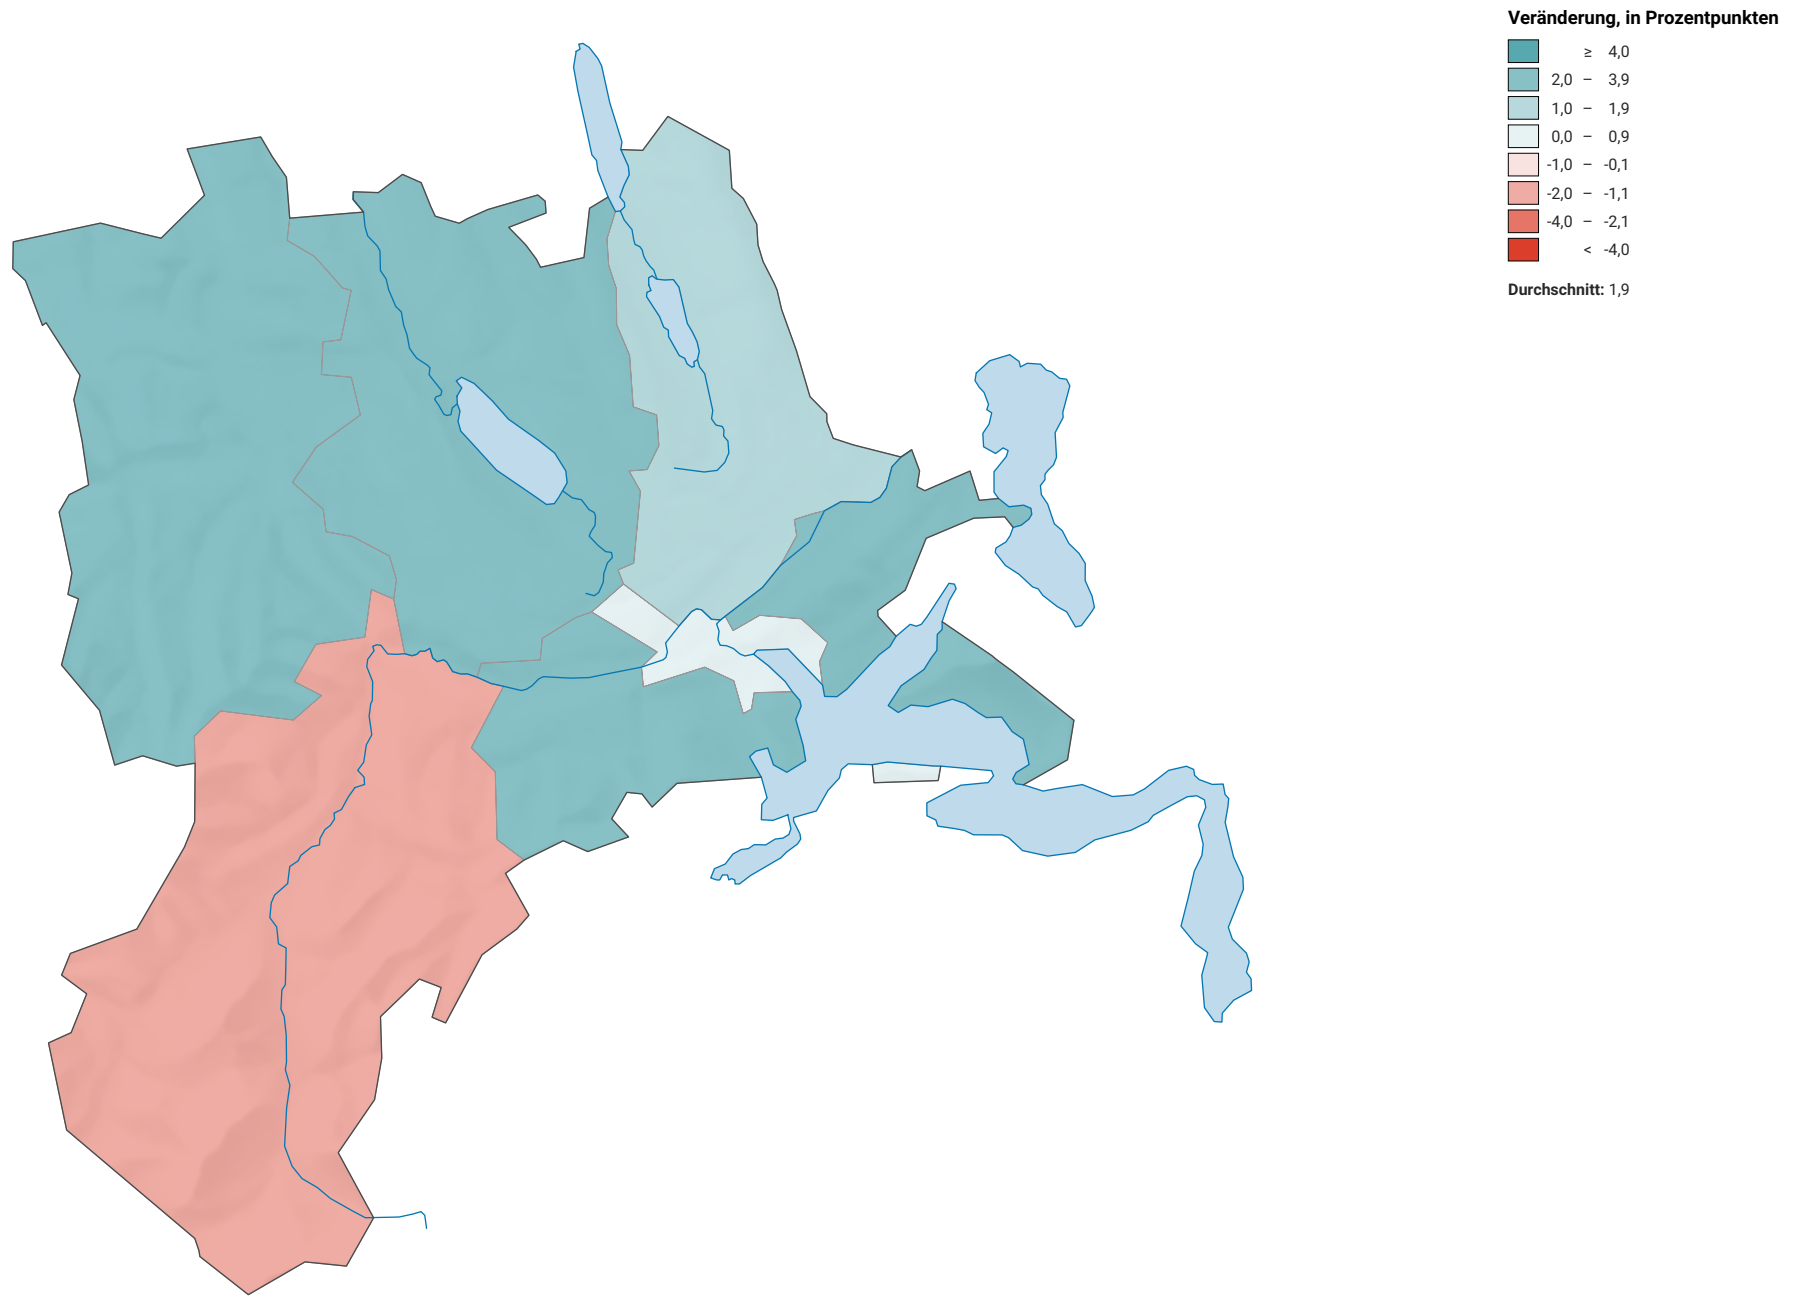 Veränderung, in Prozentpunkten
≥ 4,0
2,0 – 3,9
1,0 – 1,9
0,0 – 0,9
-1,0 – -0,1
-2,0 – -1,1
-4,0 – -2,1
< -4,0
Durchschnitt: 1,9